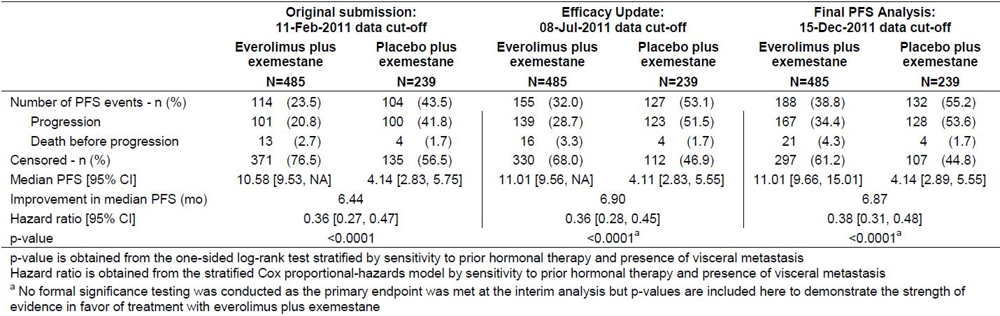 Original submission: Efficacy Update: Final PFS Analysis:
11-Feb-2011 data cut-off 08-Jul-2011 data cut-off 15-Dec-2011 data cut-off
Everolimus plus Placebo plus Everolimus plus Placebo plus Everolimus plus Placebo plus
exemestane exemestane exemestane exemestane exemestane exemestane
N=485 N=239 N=485 N=239 N=485 N=239
Number of PFS events - n (%) 114 (23.5) 104 (43.5) 155 (32.0) 127 (53.1) 188 (38.8) 132 (55.2)
Progression 101 (20.8) 100 (41.8) 139 (28.7) 123 (51.5) 167 (34.4) 128 (53.6)
Death before progression 13 (2.7) 4 (1.7) 16 (3.3) 4 (1.7) 21 (4.3) 4 (1.7)
Censored - n (%) 371 (76.5) 135 (56.5) 330 (68.0) 112 (46.9) 297 (61.2) 107 (44.8)
Median PFS [95% CI] 10.58 [9.53, NA] 4.14 [2.83, 5.75] 11.01 [9.56, NA] 4.11 [2.83, 5.55] 11.01 [9.66, 15.01] 4.14 [2.89, 5.55]
Improvement in median PFS (mo) 6.44 6.90 6.87
Hazard ratio [95% CI] 0.36 [0.27, 0.47] 0.36 [0.28, 0.45] 0.38 [0.31, 0.48]
p-value <0.0001 <0.0001a <0.0001a
p-value is obtained from the one-sided log-rank test stratified by sensitivity to prior hormonal therapy and presence of visceral metastasis
Hazard ratio is obtained from the stratified Cox proportional-hazards model by sensitivity to prior hormonal therapy and presence of visceral metastasis
a No formal significance testing was conducted as the primary endpoint was met at the interim analysis but p-values are included here to demonstrate the strength of
evidence in favor of treatment with everolimus plus exemestane